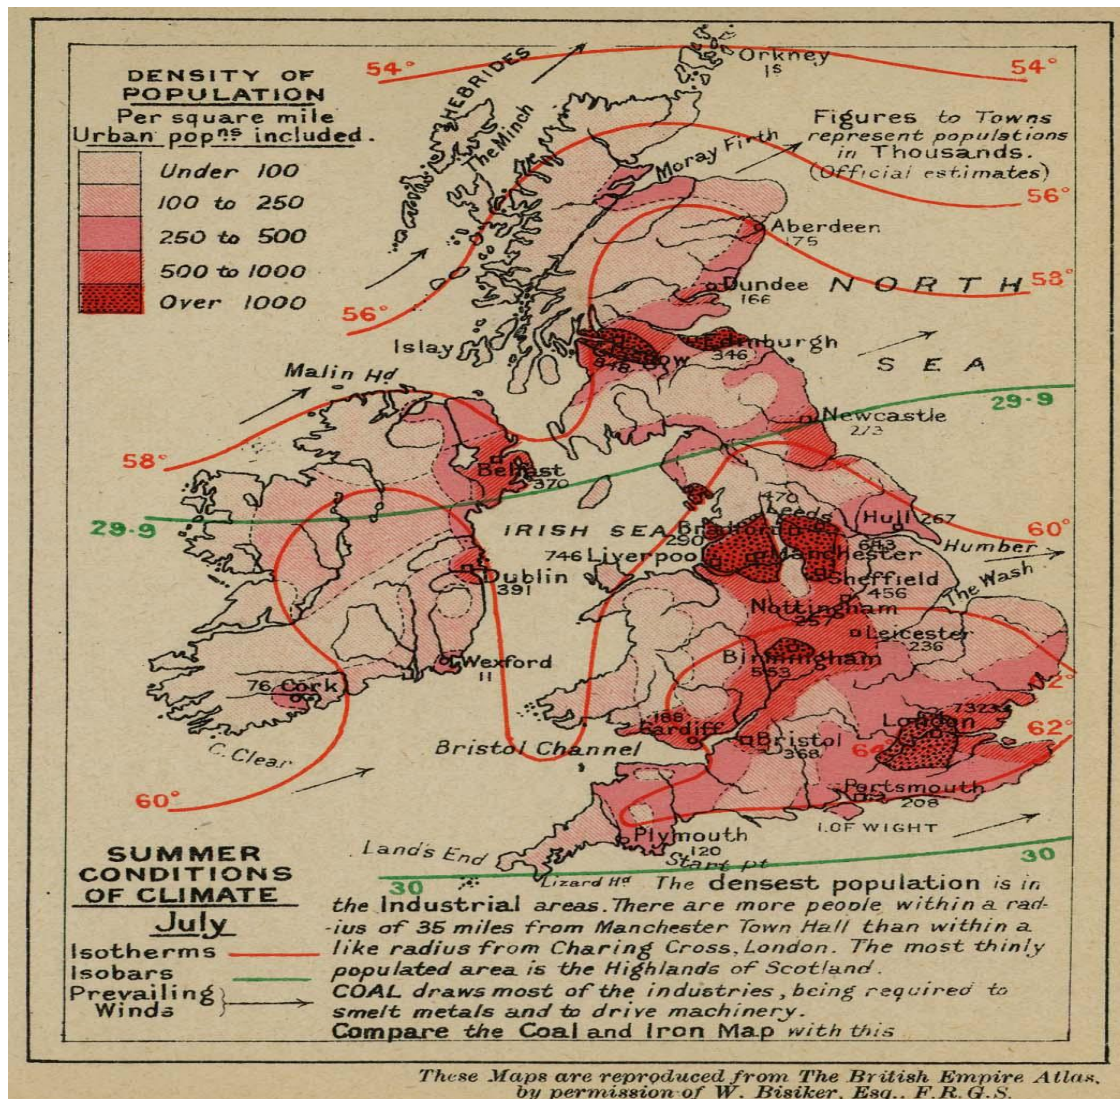 DENSITY OF
POPULATION
Per square mile
Urban popns included.
Under 100
100 to 250
250 to 500
500 to 1000
Over 1000
54°
54°
Orkney
HEBRIDES
The Minch
Moray Firth
Figures to Towns
represent populations
in Thousands.
(Official estimates)
56°
56°
Aberdeen
175
58°
Dundee
166
NORTH
SEA
Islay
Glasgow
Edinburgh
346
Malin Hd
29·9
Newcastle
58°
Belfast
370
29·9
IRISH SEA
470
Leeds
Bradford
290
Hull 267
60°
Humber
746 Liverpool
Manchester
Sheffield
456
The Wash
Dublin
391
Nottingham
Leicester
236
Birmingham
Wexford
11
76 Cork
188
Cardiff
London
62°
62°
Bristol
368
64
C. Clear
Bristol Channel
Portsmouth
208
I. OF WIGHT
60°
Plymouth
120
Land's End
Start pt
Lizard Hd
30
30
SUMMER
CONDITIONS
OF CLIMATE
July
Isotherms
Isobars
Prevailing
Winds
The densest population is in
the Industrial areas. There are more people within a rad-
-ius of 35 miles from Manchester Town Hall than within a
like radius from Charing Cross, London. The most thinly
populated area is the Highlands of Scotland.
COAL draws most of the industries, being required to
smelt metals and to drive machinery.
Compare the Coal and Iron Map with this
These Maps are reproduced from The British Empire Atlas,
by permission of W. Bisiker, Esq., F.R.G.S.